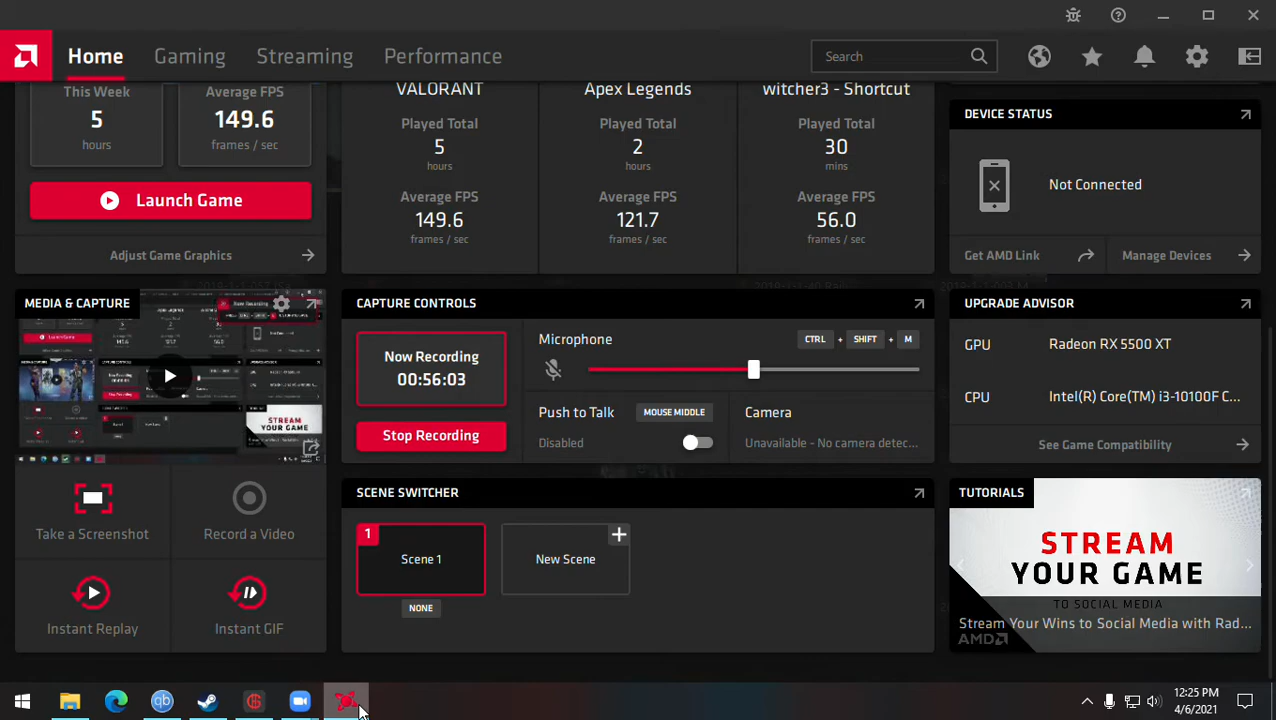 Home
Gaming
Streaming
Performance
Search
This Week
5
hours
Average FPS
149.6
frames / sec
Launch Game
Adjust Game Graphics
VALORANT
Played Total
5
hours
Average FPS
149.6
frames / sec
Apex Legends
Played Total
2
hours
Average FPS
121.7
frames / sec
witcher3 - Shortcut
Played Total
30
mins
Average FPS
56.0
frames / sec
DEVICE STATUS
Not Connected
Get AMD Link
Manage Devices
MEDIA & CAPTURE
Take a Screenshot
Record a Video
Instant Replay
Instant GIF
CAPTURE CONTROLS
Now Recording
00:56:03
Stop Recording
Microphone
CTRL + SHIFT + M
Push to Talk
MOUSE MIDDLE
Disabled
Camera
Unavailable - No camera detec...
SCENE SWITCHER
1
Scene 1
NONE
New Scene
UPGRADE ADVISOR
GPU
Radeon RX 5500 XT
CPU
Intel(R) Core(TM) i3-10100F C...
See Game Compatibility
TUTORIALS
STREAM
YOUR GAME
TO SOCIAL MEDIA
Stream Your Wins to Social Media with Rad...
AMD
qb
12:25 PM
4/6/2021